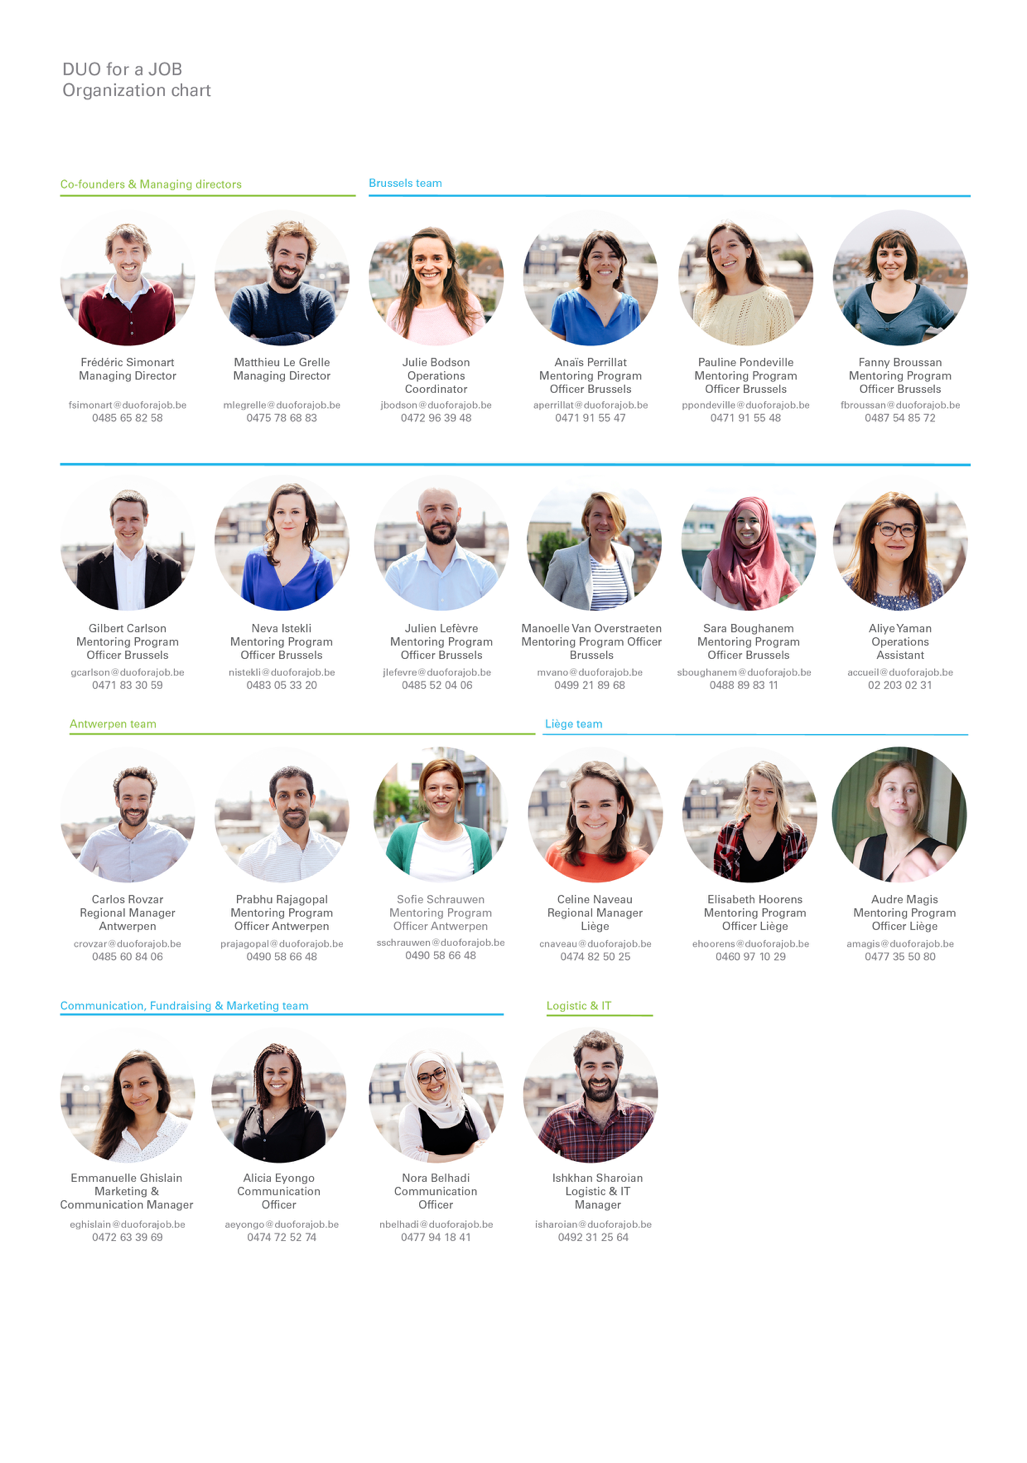 DUO for a JOB
Organization chart
Co-founders & Managing directors
Brussels team
Frédéric Simonart
Managing Director
fsimonart@duoforajob.be
0485 65 82 58
Matthieu Le Grelle
Managing Director
mlegrelle@duoforajob.be
0475 78 68 83
Julie Bodson
Operations
Coordinator
jbodson@duoforajob.be
0472 96 39 48
Anaïs Perrillat
Mentoring Program
Officer Brussels
aperrillat@duoforajob.be
0471 91 55 47
Pauline Pondeville
Mentoring Program
Officer Brussels
ppondeville@duoforajob.be
0471 91 55 48
Fanny Broussan
Mentoring Program
Officer Brussels
fbroussan@duoforajob.be
0487 54 85 72
Gilbert Carlson
Mentoring Program
Officer Brussels
gcarlson@duoforajob.be
0471 83 30 59
Neva Istekli
Mentoring Program
Officer Brussels
nistekli@duoforajob.be
0483 05 33 20
Julien Lefèvre
Mentoring Program
Officer Brussels
jlefevre@duoforajob.be
0485 52 04 06
Manoelle Van Overstraeten
Mentoring Program Officer
Brussels
mvano@duoforajob.be
0499 21 89 68
Sara Boughanem
Mentoring Program
Officer Brussels
sboughanem@duoforajob.be
0488 89 83 11
Aliye Yaman
Operations
Assistant
accueil@duoforajob.be
02 203 02 31
Antwerpen team
Liège team
Carlos Rovzar
Regional Manager
Antwerpen
crovzar@duoforajob.be
0485 60 84 06
Prabhu Rajagopal
Mentoring Program
Officer Antwerpen
prajagopal@duoforajob.be
0490 58 66 48
Sofie Schrauwen
Mentoring Program
Officer Antwerpen
sschrauwen@duoforajob.be
0490 58 66 48
Celine Naveau
Regional Manager
Liège
cnaveau@duoforajob.be
0474 82 50 25
Elisabeth Hoorens
Mentoring Program
Officer Liège
ehoorens@duoforajob.be
0460 97 10 29
Audre Magis
Mentoring Program
Officer Liège
amagis@duoforajob.be
0477 35 50 80
Communication, Fundraising & Marketing team
Logistic & IT
Emmanuelle Ghislain
Marketing &
Communication Manager
eghislain@duoforajob.be
0472 63 39 69
Alicia Eyongo
Communication
Officer
aeyongo@duoforajob.be
0474 72 52 74
Nora Belhadi
Communication
Officer
nbelhadi@duoforajob.be
0477 94 18 41
Ishkhan Sharoian
Logistic & IT
Manager
isharoian@duoforajob.be
0492 31 25 64